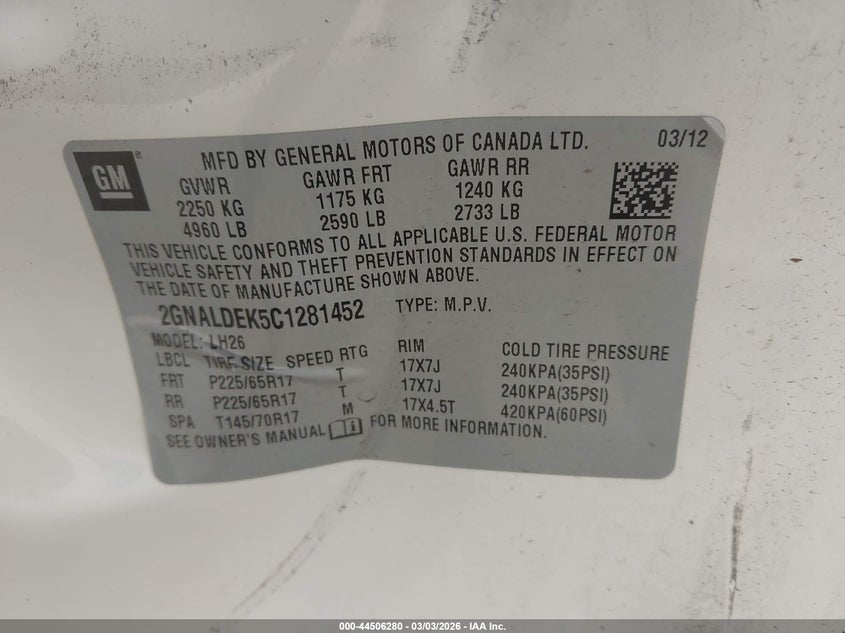 GM
®
MFD BY GENERAL MOTORS OF CANADA LTD. 03/12
GVWR GAWR FRT GAWR RR
2250 KG 1175 KG 1240 KG
4960 LB 2590 LB 2733 LB
THIS VEHICLE CONFORMS TO ALL APPLICABLE U.S. FEDERAL MOTOR
VEHICLE SAFETY AND THEFT PREVENTION STANDARDS IN EFFECT ON
THE DATE OF MANUFACTURE SHOWN ABOVE.
2GNALDEK5C1281452 TYPE: M.P.V.
MODEL: LH26
LBCL TIRE SIZE SPEED RTG RIM COLD TIRE PRESSURE
FRT P225/65R17 T 17X7J 240KPA(35PSI)
RR P225/65R17 T 17X7J 240KPA(35PSI)
SPA T145/70R17 M 17X4.5T 420KPA(60PSI)
SEE OWNER'S MANUAL FOR MORE INFORMATION.
000-44506280 - 03/03/2026 - IAA Inc.